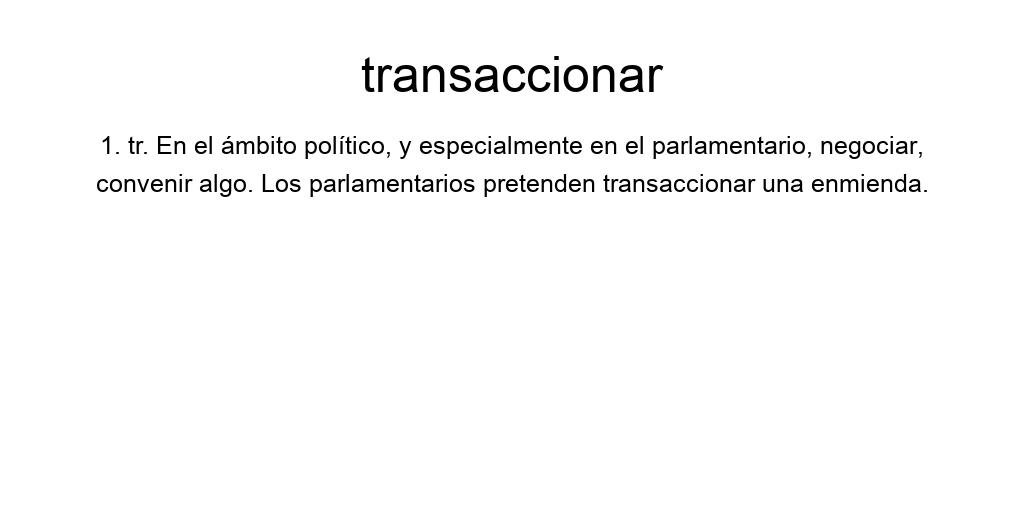 transaccionar
1. tr. En el ámbito político, y especialmente en el parlamentario, negociar,
convenir algo. Los parlamentarios pretenden transaccionar una enmienda.